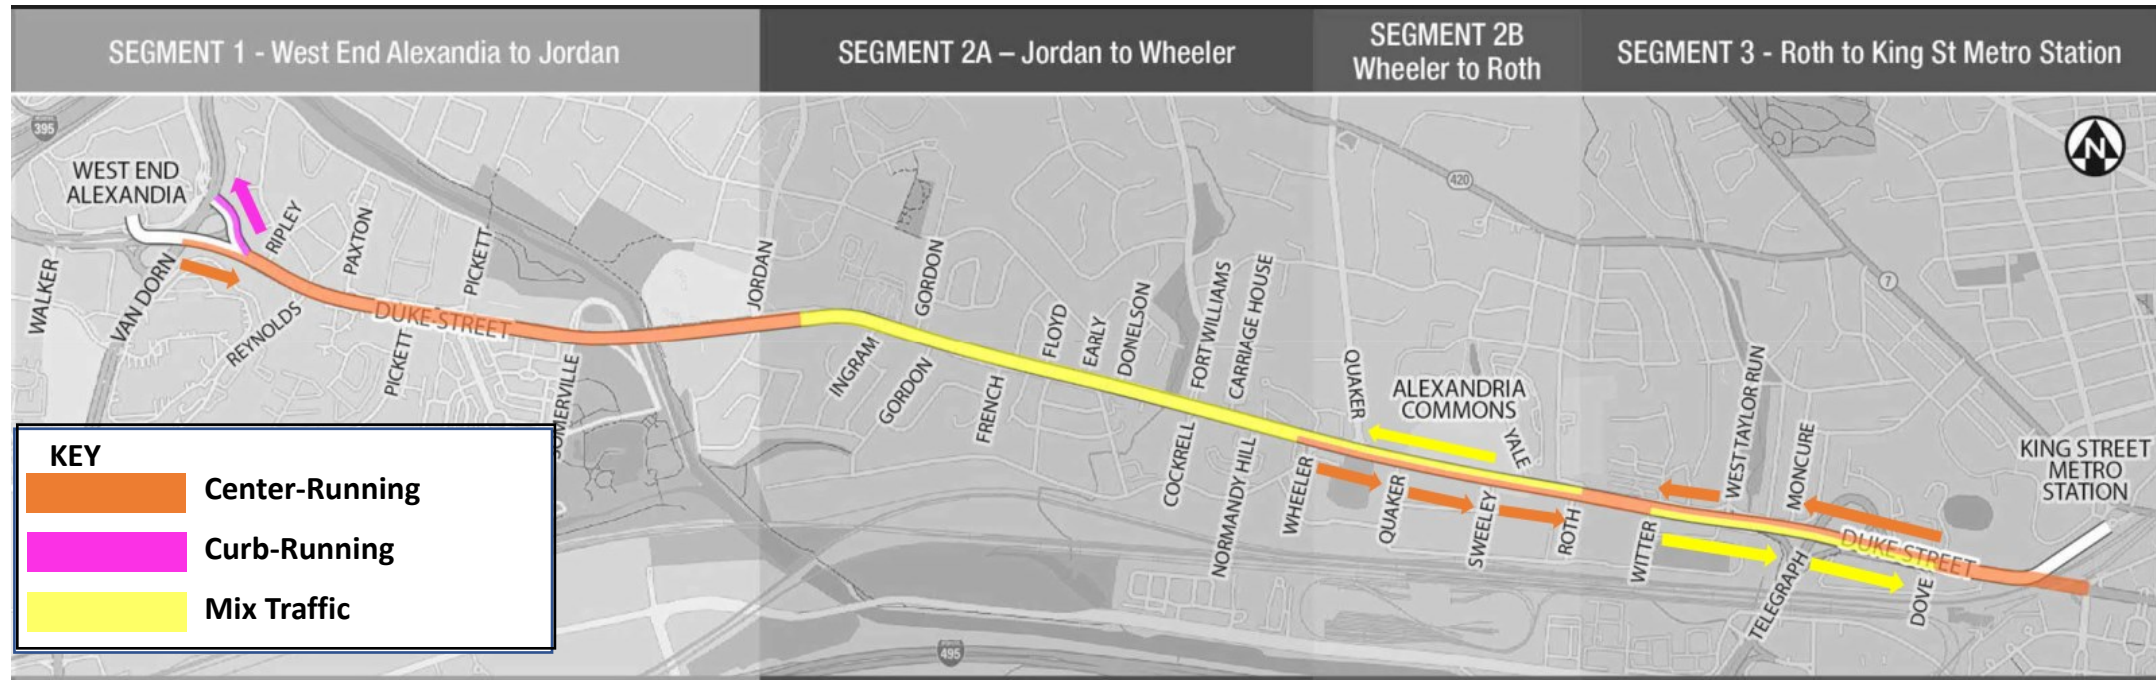 SEGMENT 1 - West End Alexandia to Jordan
SEGMENT 2A – Jordan to Wheeler
SEGMENT 2B
Wheeler to Roth
SEGMENT 3 - Roth to King St Metro Station
395
WEST END
ALEXANDIA
N
420
7
WALKER
VAN DORN
RIPLEY
REYNOLDS
PAXTON
PICKETT
DUKE STREET
PICKETT
SOMERVILLE
JORDAN
INGRAM
GORDON
GORDON
FRENCH
FLOYD
EARLY
DONELSON
COCKRELL
FORT WILLIAMS
NORMANDY HILL
CARRIAGE HOUSE
WHEELER
QUAKER
QUAKER
ALEXANDRIA
COMMONS
SWEELEY
YALE
ROTH
WITTER
WEST TAYLOR RUN
TELEGRAPH
MONCURE
DUKE STREET
DOVE
KING STREET
METRO
STATION
495
KEY
Center-Running
Curb-Running
Mix Traffic